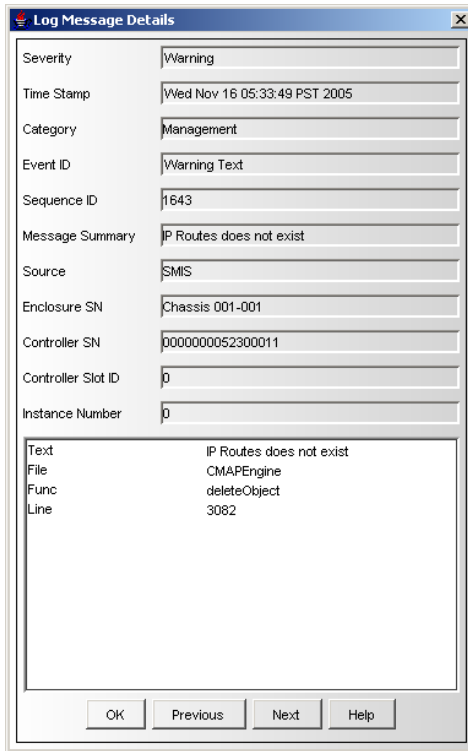 Log Message Details
Severity Warning
Time Stamp Wed Nov 16 05:33:49 PST 2005
Category Management
Event ID Warning Text
Sequence ID 1643
Message Summary IP Routes does not exist
Source SMIS
Enclosure SN Chassis 001-001
Controller SN 0000000052300011
Controller Slot ID 0
Instance Number 0
Text IP Routes does not exist
File CMAPEngine
Func deleteObject
Line 3082
OK Previous Next Help